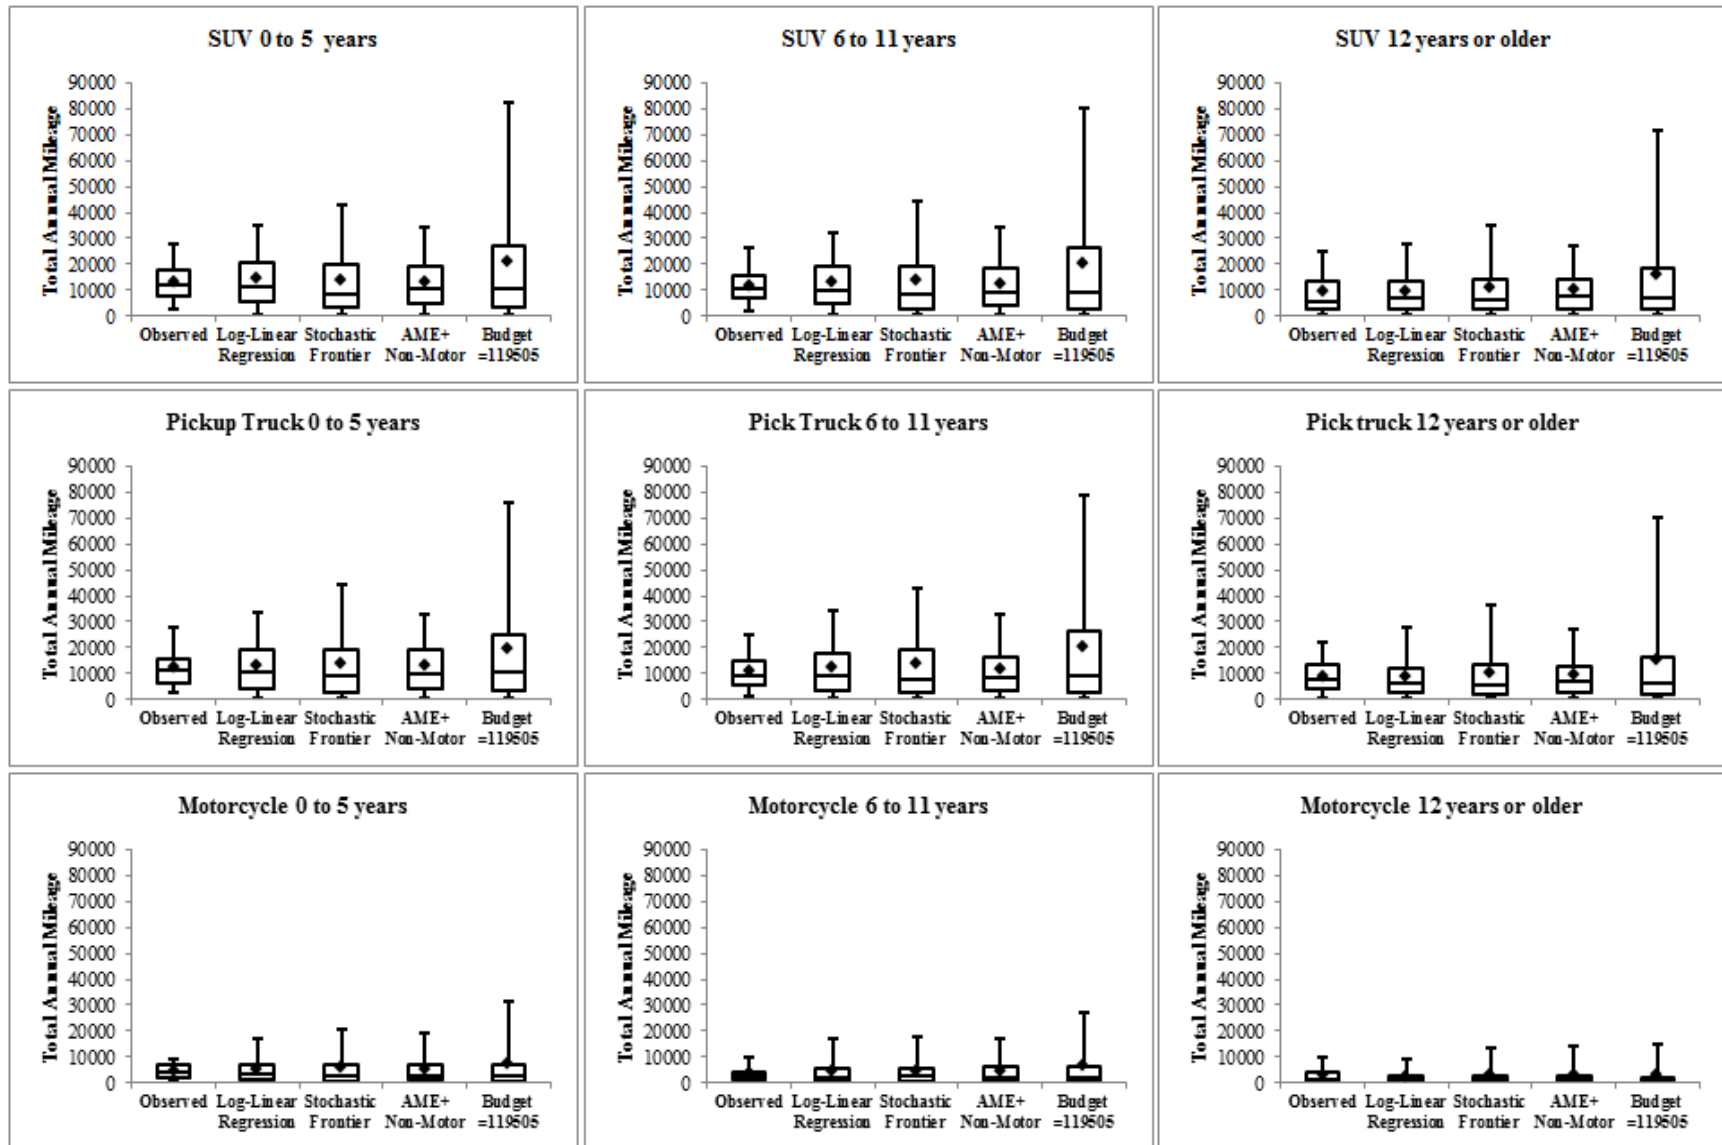 SUV 0 to 5 years
Total Annual Mileage
90000
80000
70000
60000
50000
40000
30000
20000
10000
0
Observed Log-Linear Stochastic AME+ Budget
Regression Frontier Non-Motor =119505
SUV 6 to 11 years
Total Annual Mileage
90000
80000
70000
60000
50000
40000
30000
20000
10000
0
Observed Log-Linear Stochastic AME+ Budget
Regression Frontier Non-Motor =119505
SUV 12 years or older
Total Annual Mileage
90000
80000
70000
60000
50000
40000
30000
20000
10000
0
Observed Log-Linear Stochastic AME+ Budget
Regression Frontier Non-Motor =119505
Pickup Truck 0 to 5 years
Total Annual Mileage
90000
80000
70000
60000
50000
40000
30000
20000
10000
0
Observed Log-Linear Stochastic AME+ Budget
Regression Frontier Non-Motor =119505
Pick Truck 6 to 11 years
Total Annual Mileage
90000
80000
70000
60000
50000
40000
30000
20000
10000
0
Observed Log-Linear Stochastic AME+ Budget
Regression Frontier Non-Motor =119505
Pick truck 12 years or older
Total Annual Mileage
90000
80000
70000
60000
50000
40000
30000
20000
10000
0
Observed Log-Linear Stochastic AME+ Budget
Regression Frontier Non-Motor =119505
Motorcycle 0 to 5 years
Total Annual Mileage
90000
80000
70000
60000
50000
40000
30000
20000
10000
0
Observed Log-Linear Stochastic AME+ Budget
Regression Frontier Non-Motor =119505
Motorcycle 6 to 11 years
Total Annual Mileage
90000
80000
70000
60000
50000
40000
30000
20000
10000
0
Observed Log-Linear Stochastic AME+ Budget
Regression Frontier Non-Motor =119505
Motorcycle 12 years or older
Total Annual Mileage
90000
80000
70000
60000
50000
40000
30000
20000
10000
0
Observed Log-Linear Stochastic AME+ Budget
Regression Frontier Non-Motor =119505